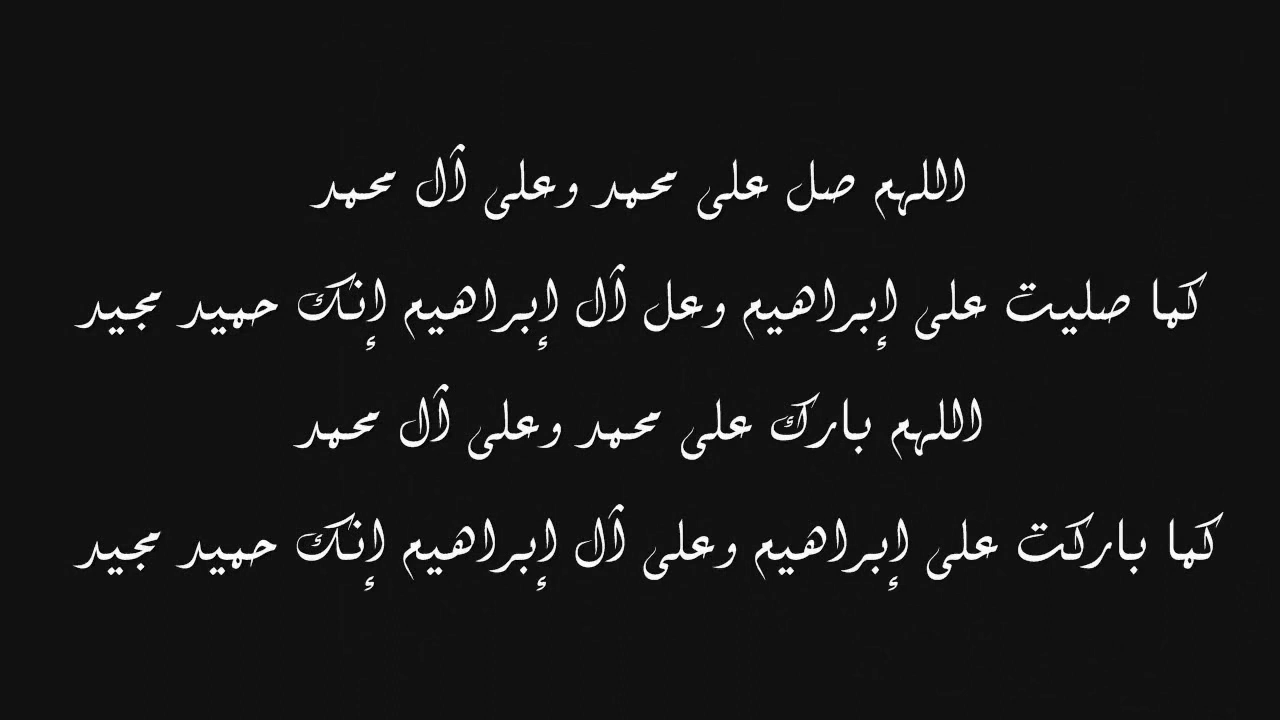 اللهم صل على محمد وعلى آل محمد
كما صليت على إبراهيم وعل آل إبراهيم إنك حميد مجيد
اللهم بارك على محمد وعلى آل محمد
كما باركت على إبراهيم وعلى آل إبراهيم إنك حميد مجيد